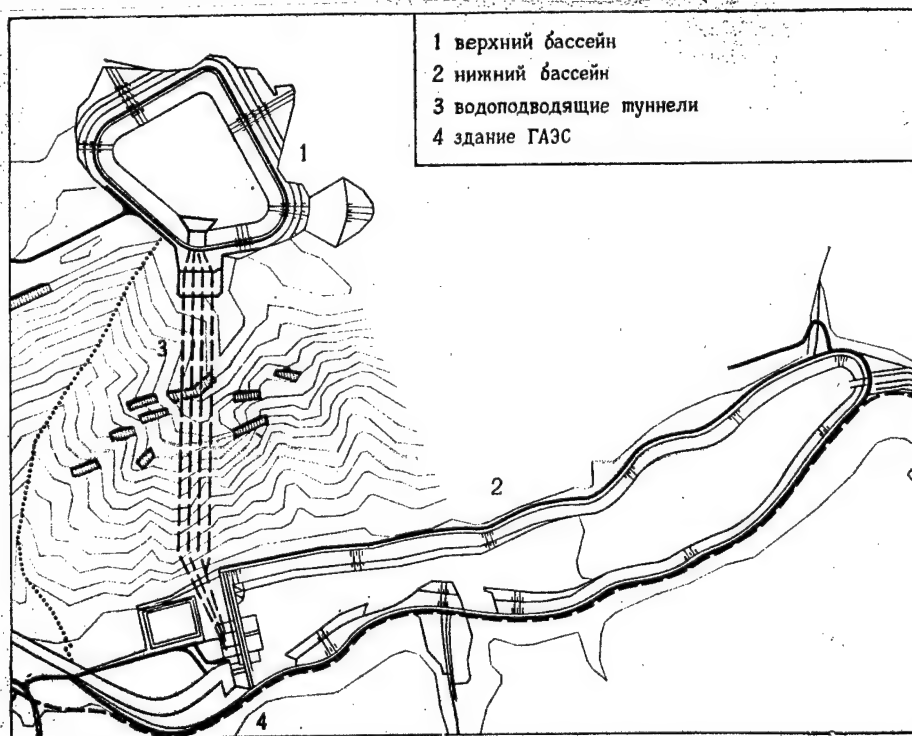 1 верхний бассейн
2 нижний бассейн
3 водоподводящие туннели
4 здание ГАЭС
1
3
2
4